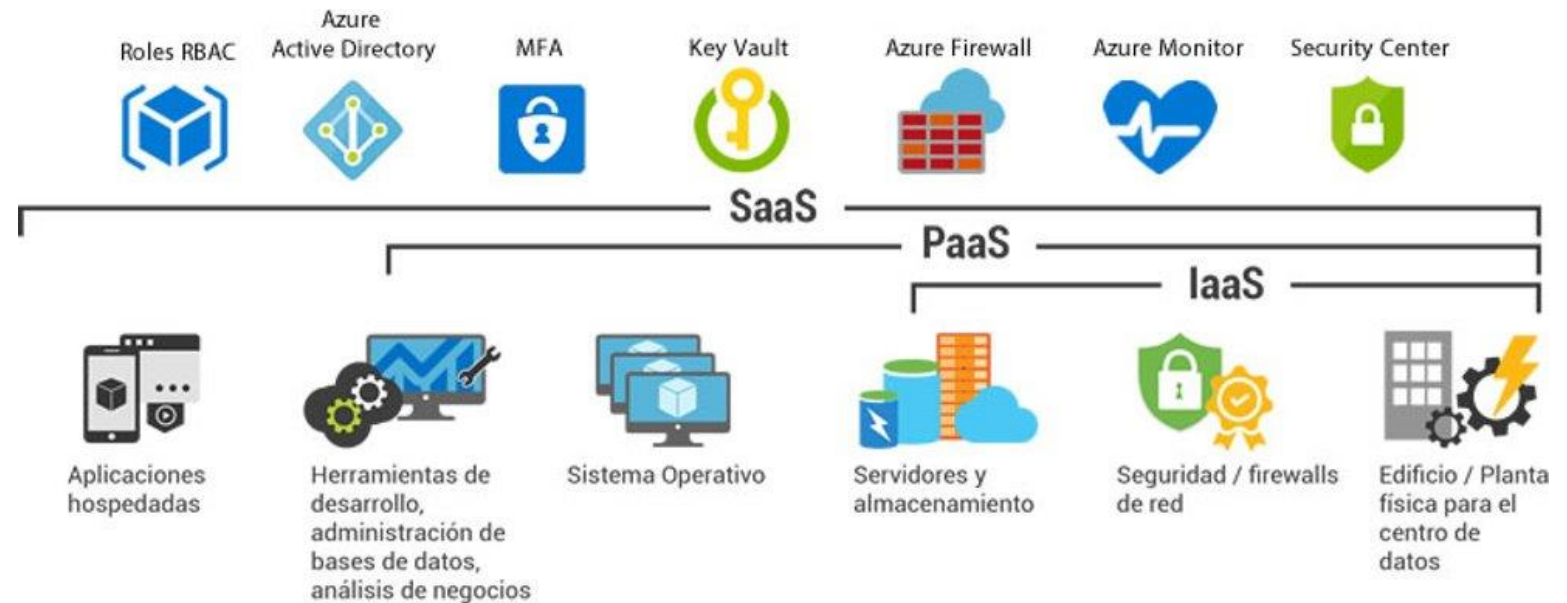 Roles RBAC
Azure
Active Directory
MFA
Key Vault
Azure Firewall
Azure Monitor
Security Center
SaaS
PaaS
IaaS
Aplicaciones
hospedadas
Herramientas de
desarrollo,
administración de
bases de datos,
análisis de negocios
Sistema Operativo
Servidores y
almacenamiento
Seguridad / firewalls
de red
Edificio / Planta
física para el
centro de
datos